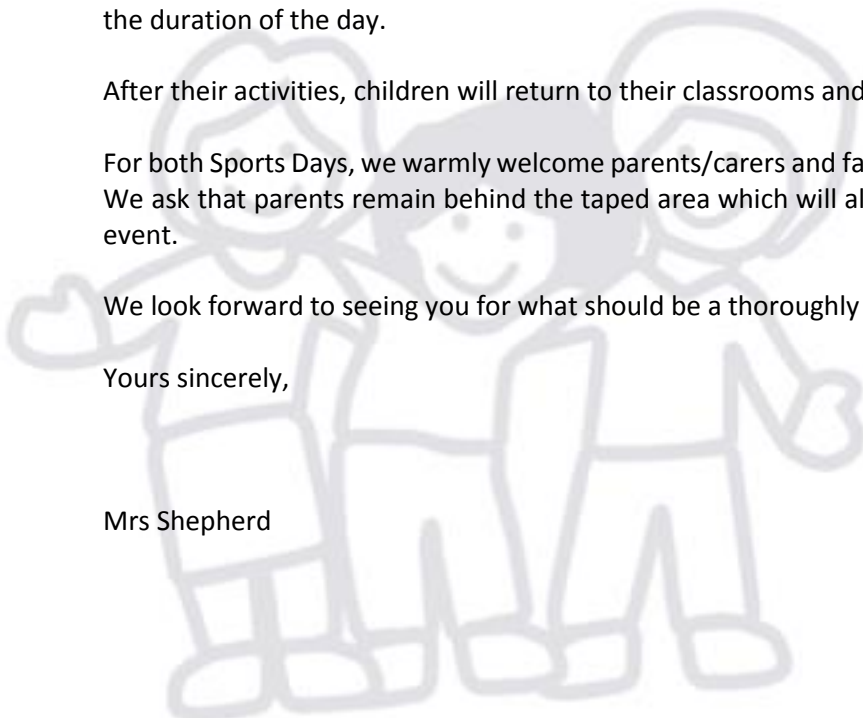 the duration of the day.
After their activities, children will return to their classrooms and
For both Sports Days, we warmly welcome parents/carers and fa
We ask that parents remain behind the taped area which will al
event.
We look forward to seeing you for what should be a thoroughly
Yours sincerely,
Mrs Shepherd